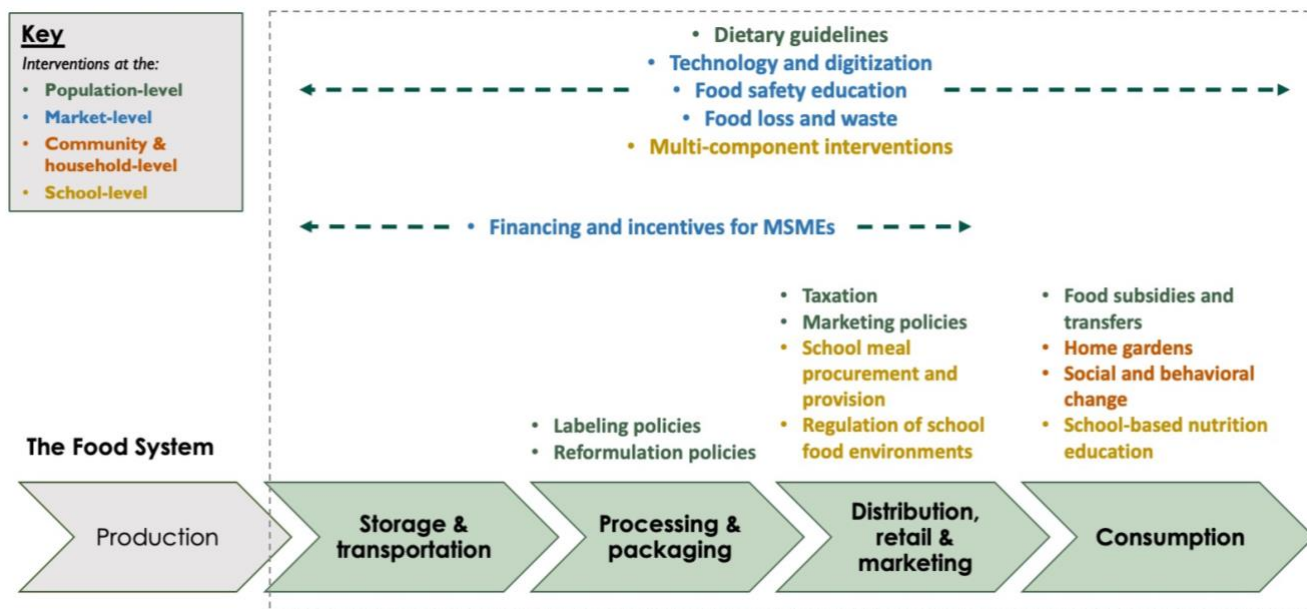 Key
Interventions at the:
• Population-level
• Market-level
• Community &
household-level
• School-level
• Dietary guidelines
• Technology and digitization
• Food safety education
• Food loss and waste
• Multi-component interventions
• Financing and incentives for MSMEs
• Labeling policies
• Reformulation policies
• Taxation
• Marketing policies
• School meal
procurement and
provision
• Regulation of school
food environments
• Food subsidies and
transfers
• Home gardens
• Social and behavioral
change
• School-based nutrition
education
The Food System
Production
Storage &
transportation
Processing &
packaging
Distribution,
retail &
marketing
Consumption